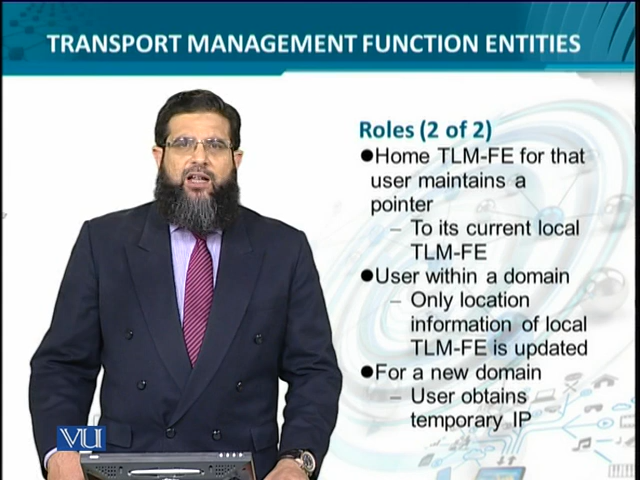 TRANSPORT MANAGEMENT FUNCTION ENTITIES
Roles (2 of 2)
●Home TLM-FE for that
user maintains a
pointer
– To its current local
TLM-FE
●User within a domain
– Only location
information of local
TLM-FE is updated
●For a new domain
– User obtains
temporary IP
VU